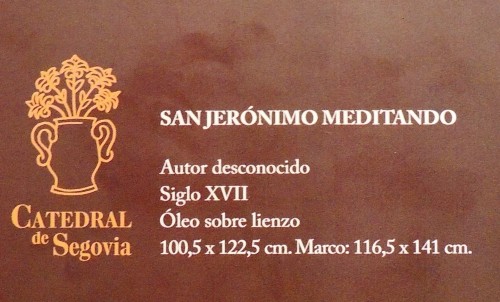 SAN JERÓNIMO MEDITANDO
Autor desconocido
Siglo XVII
Óleo sobre lienzo
100,5 x 122,5 cm. Marco: 116,5 x 141 cm.
CATEDRAL
de Segovia